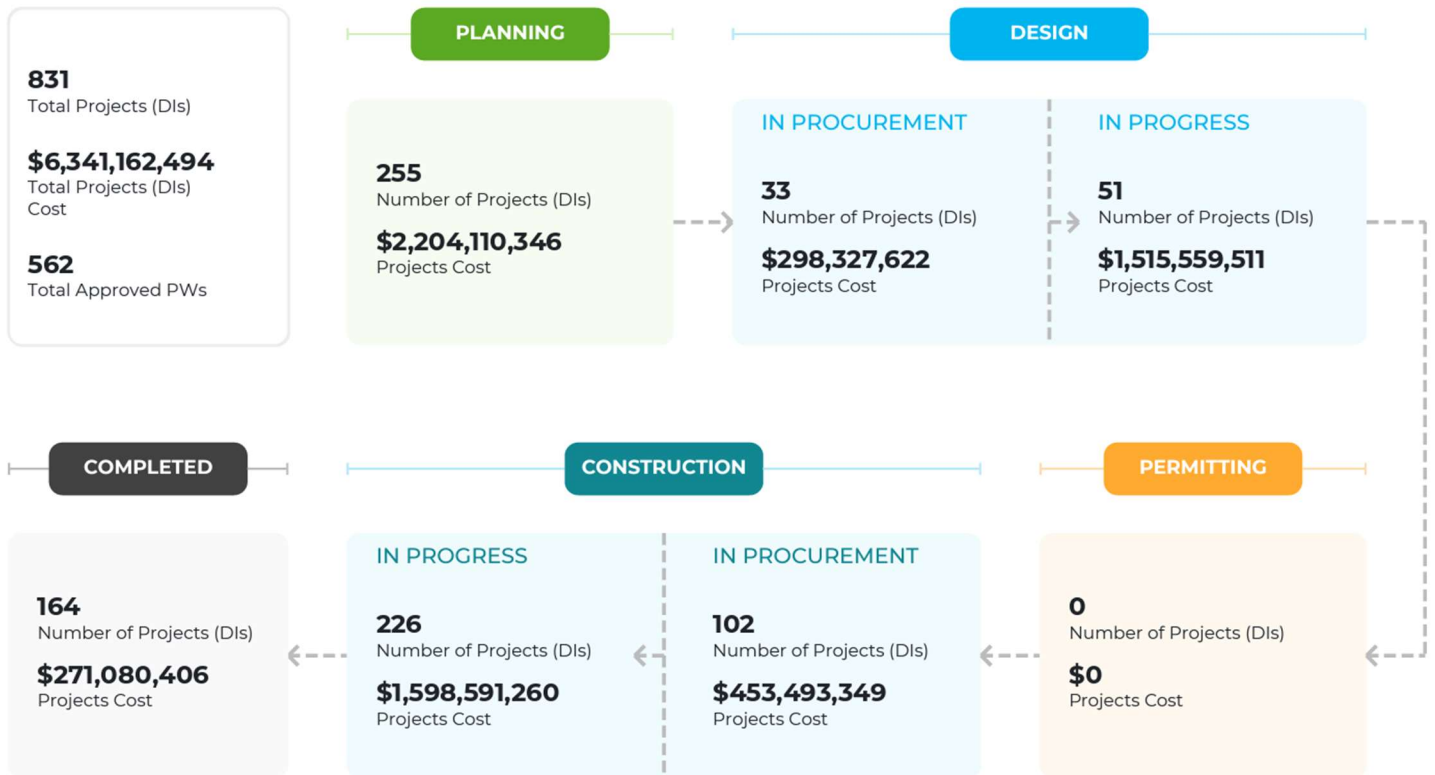 831
Total Projects (DIs)
$6,341,162,494
Total Projects (DIs)
Cost
562
Total Approved PWs
PLANNING
255
Number of Projects (DIs)
$2,204,110,346
Projects Cost
DESIGN
IN PROCUREMENT
33
Number of Projects (DIs)
$298,327,622
Projects Cost
IN PROGRESS
51
Number of Projects (DIs)
$1,515,559,511
Projects Cost
COMPLETED
164
Number of Projects (DIs)
$271,080,406
Projects Cost
CONSTRUCTION
IN PROGRESS
226
Number of Projects (DIs)
$1,598,591,260
Projects Cost
IN PROCUREMENT
102
Number of Projects (DIs)
$453,493,349
Projects Cost
PERMITTING
0
Number of Projects (DIs)
$0
Projects Cost